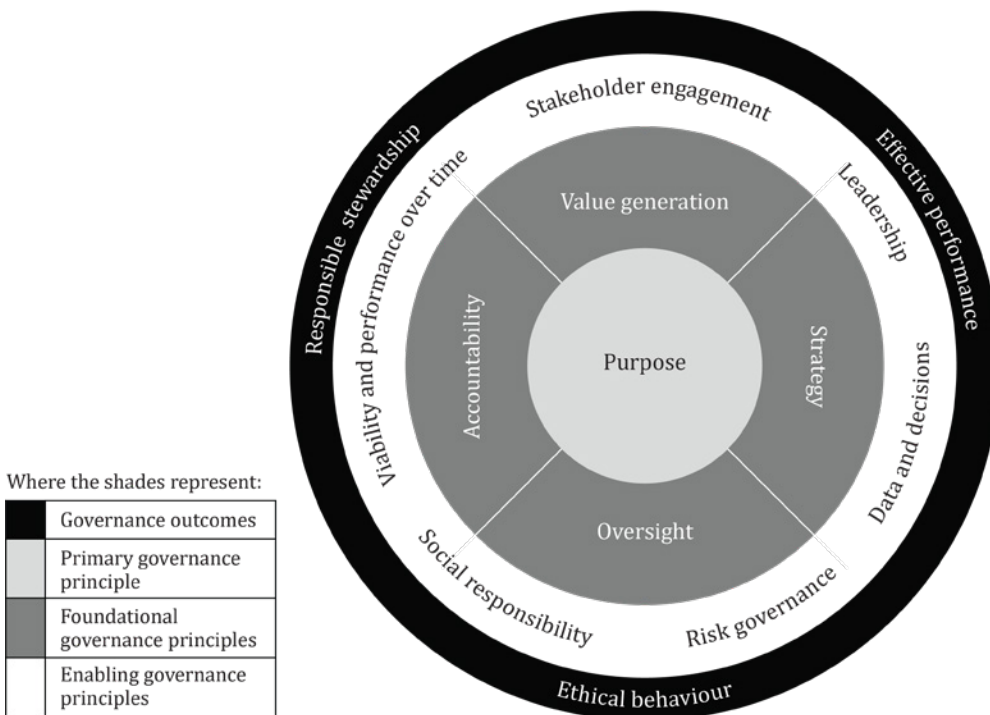 Stakeholder engagement
Responsible stewardship
Effective performance
Viability and performance over time
Leadership
Value generation
Accountability
Purpose
Strategy
Data and decisions
Oversight
Social responsibility
Risk governance
Ethical behaviour
Where the shades represent:
Governance outcomes
Primary governance
principle
Foundational
governance principles
Enabling governance
principles